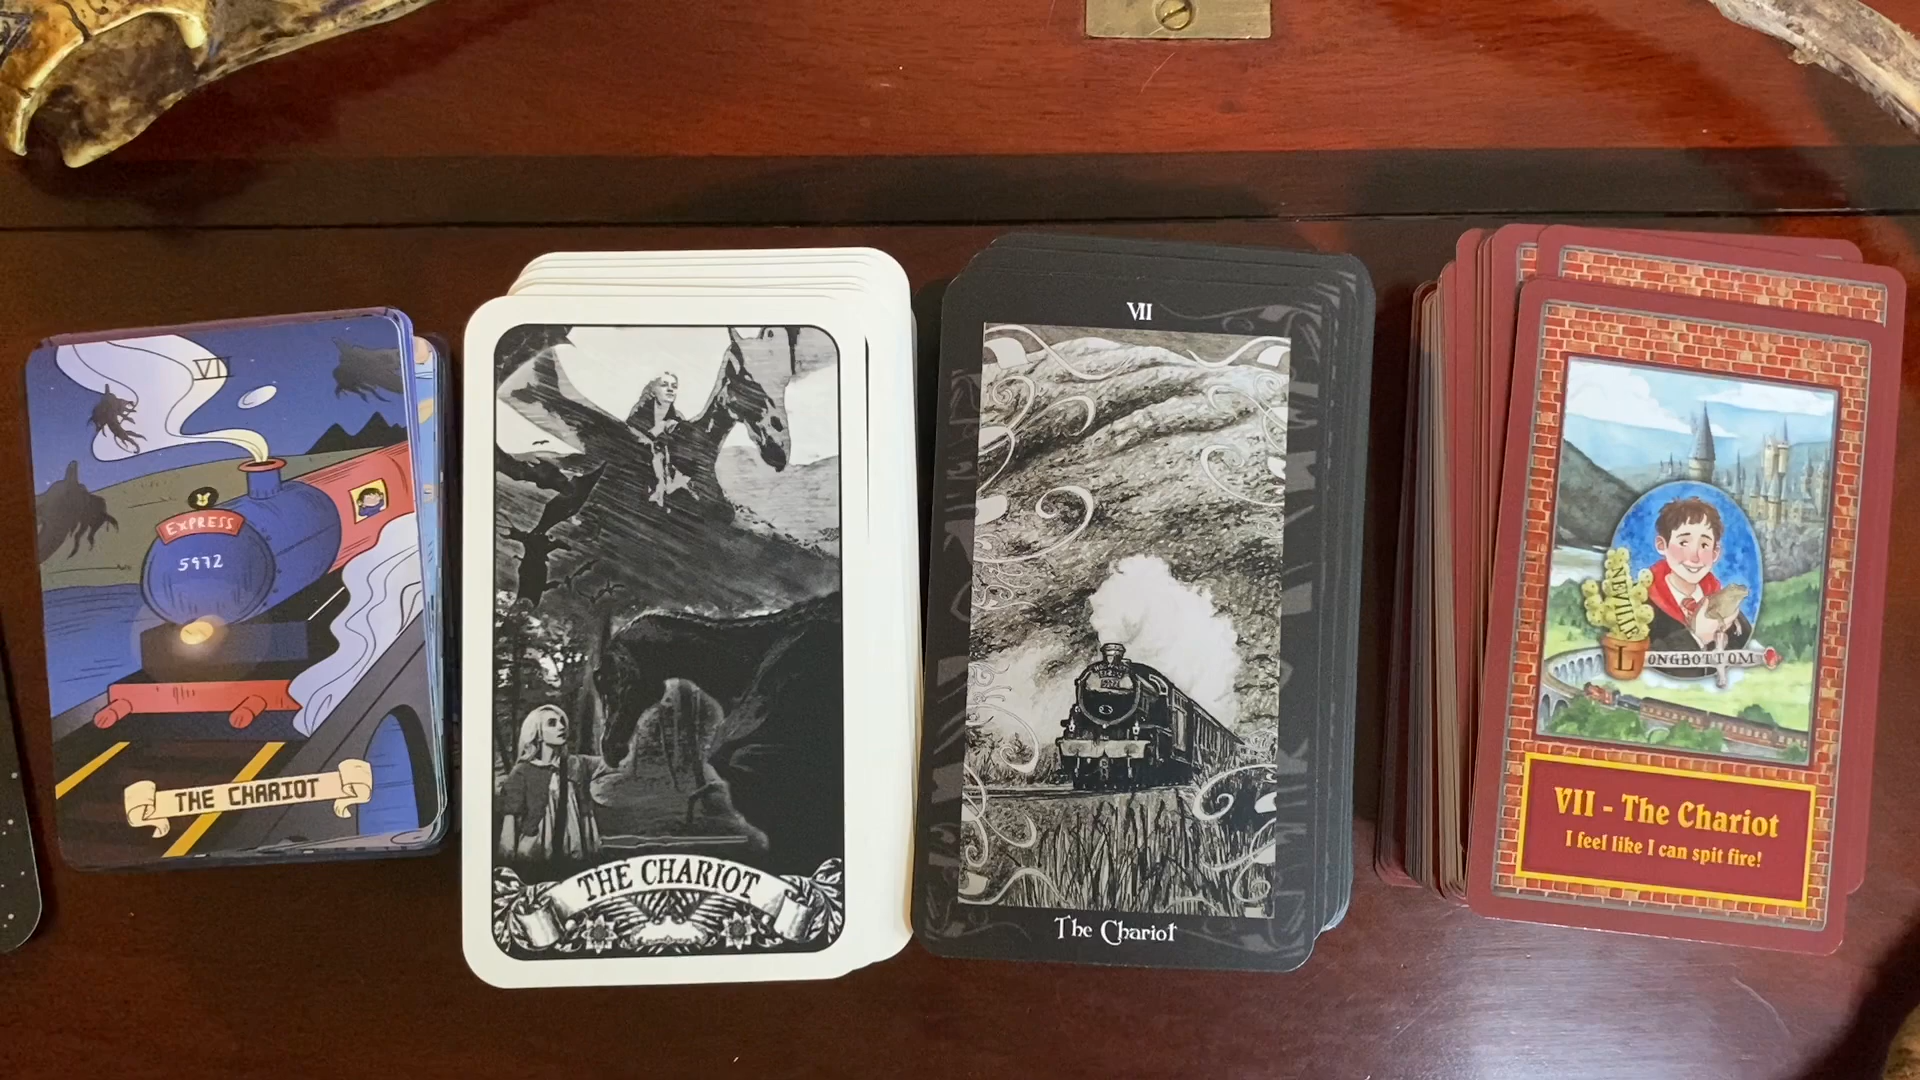 VII
EXPRESS
5972
THE CHARIOT
THE CHARIOT
VII
5972
The Chariot
NEVILLE
LONGBOTTOM
VII - The Chariot
I feel like I can spit fire!